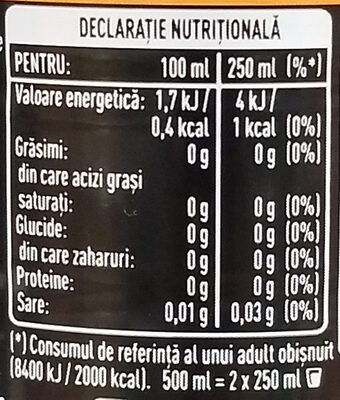 DECLARAȚIE NUTRIȚIONALĂ
PENTRU: 100 ml 250 ml (%*)
Valoare energetică: 1,7 kJ/ 4 kJ/
0,4 kcal 1 kcal (0%)
Grăsimi: 0 g 0 g (0%)
din care acizi grași
saturați: 0 g 0 g (0%)
Glucide: 0 g 0 g (0%)
din care zaharuri: 0 g 0 g (0%)
Proteine: 0 g 0 g (0%)
Sare: 0,01 g 0,03 g (0%)
(*) Consumul de referință al unui adult obișnuit
(8400 kJ / 2000 kcal). 500 ml = 2 x 250 ml